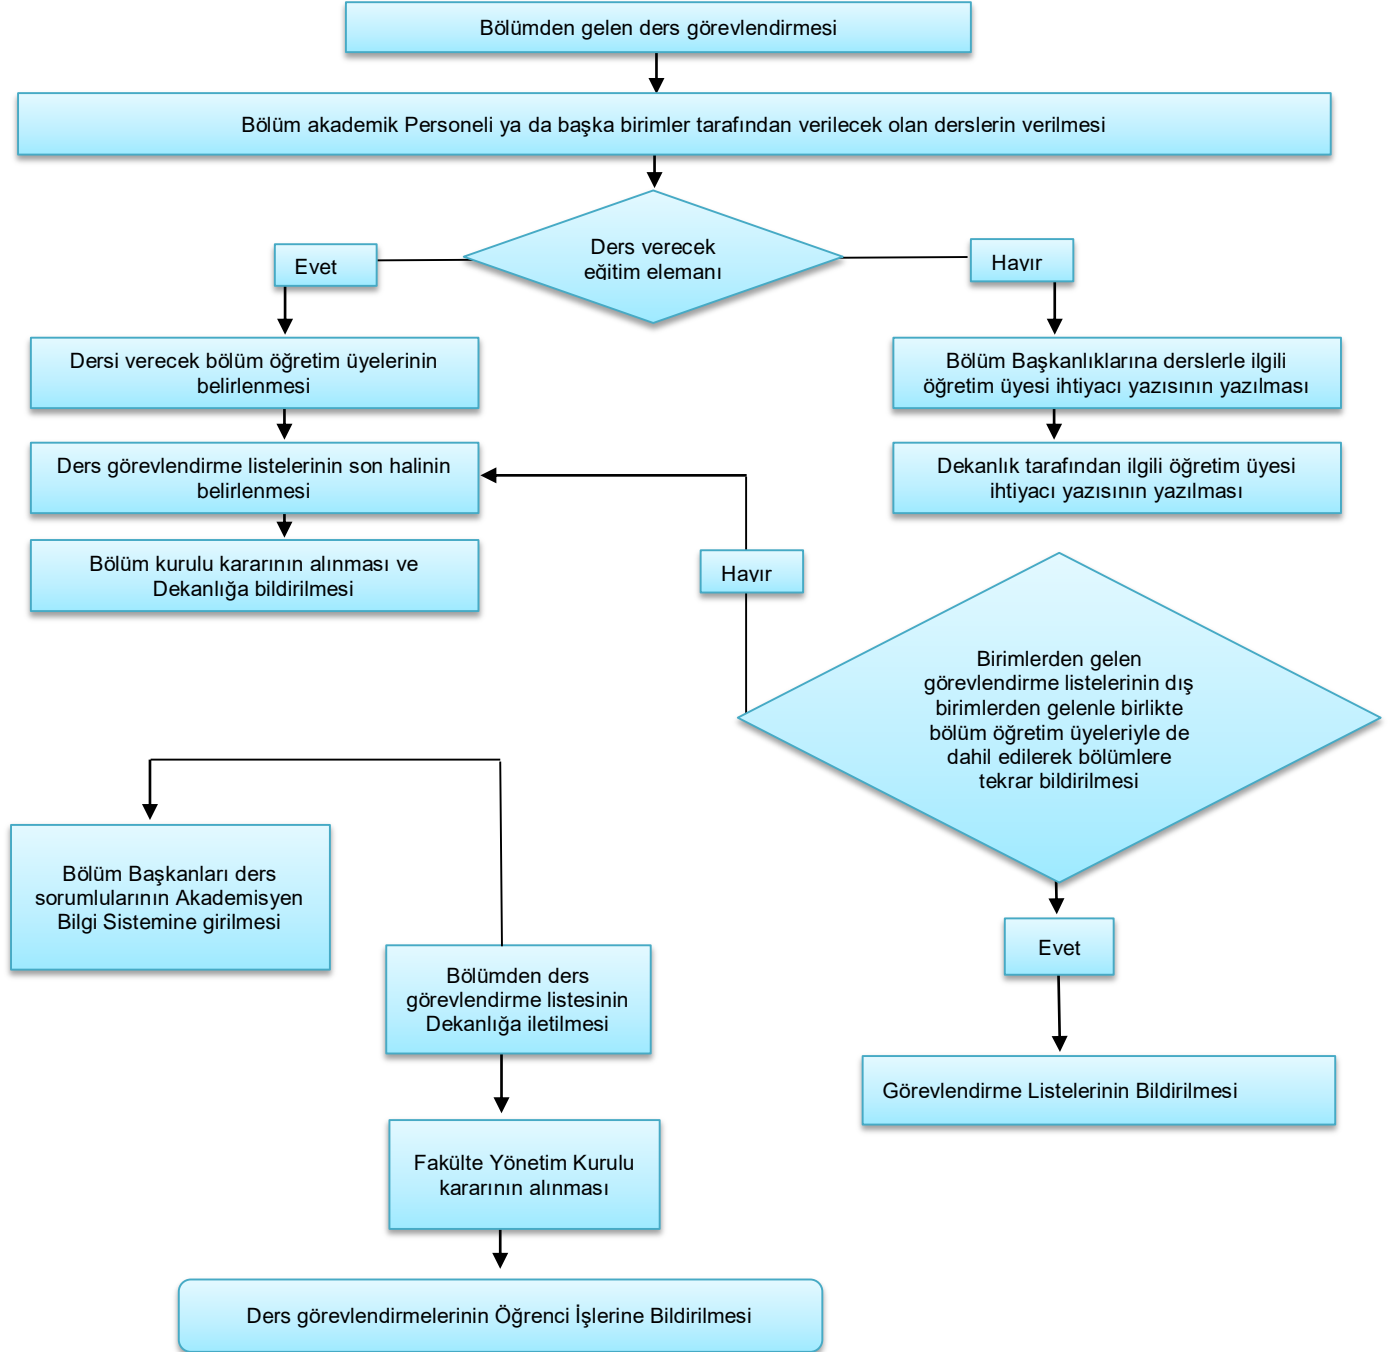 Bölümden gelen ders görevlendirmesi
Bölüm akademik Personeli ya da başka birimler tarafından verilecek olan derslerin verilmesi
Ders verecek
eğitim elemanı
Evet
Hayır
Dersi verecek bölüm öğretim üyelerinin
belirlenmesi
Bölüm Başkanlıklarına derslerle ilgili
öğretim üyesi ihtiyacı yazısının yazılması
Ders görevlendirme listelerinin son halinin
belirlenmesi
Dekanlık tarafından ilgili öğretim üyesi
ihtiyacı yazısının yazılması
Bölüm kurulu kararının alınması ve
Dekanlığa bildirilmesi
Hayır
Birimlerden gelen
görevlendirme listelerinin dış
birimlerden gelenle birlikte
bölüm öğretim üyeleriyle de
dahil edilerek bölümlere
tekrar bildirilmesi
Bölüm Başkanları ders
sorumlularının Akademisyen
Bilgi Sistemine girilmesi
Evet
Bölümden ders
görevlendirme listesinin
Dekanlığa iletilmesi
Görevlendirme Listelerinin Bildirilmesi
Fakülte Yönetim Kurulu
kararının alınması
Ders görevlendirmelerinin Öğrenci İşlerine Bildirilmesi